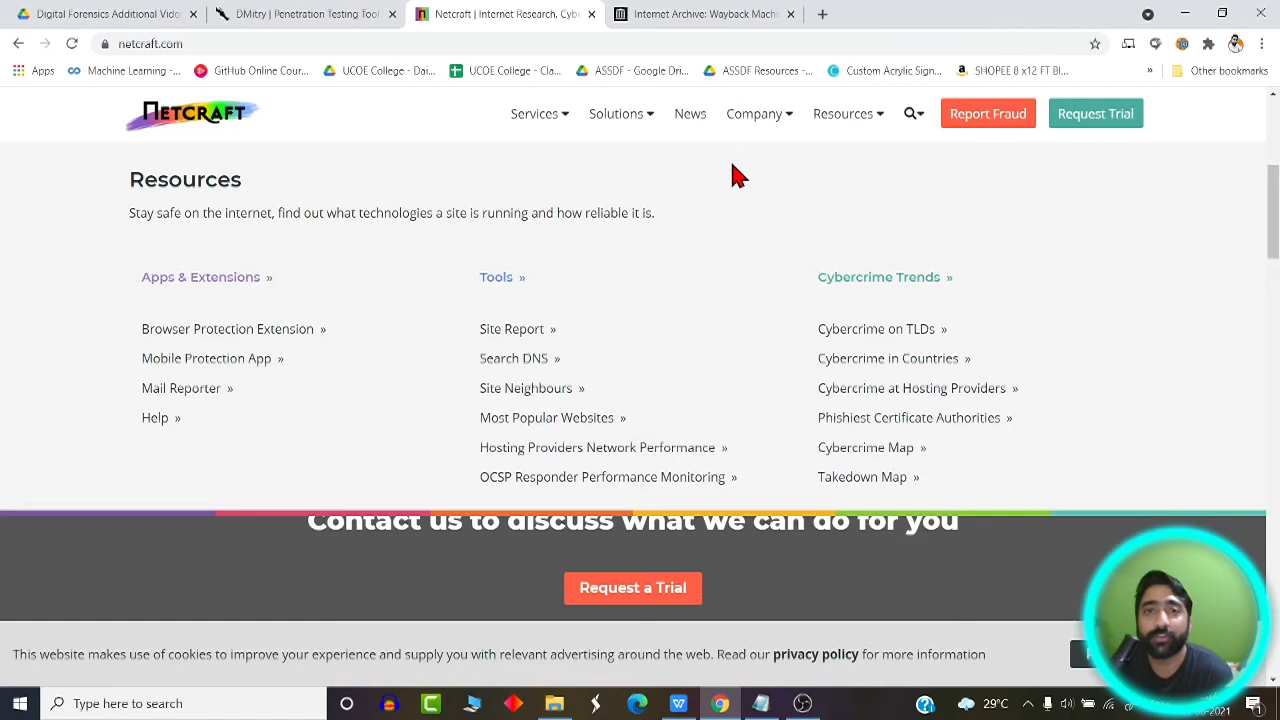 Digital Forensics Additional Video
DMitry | Penetration Testing Tool
Netcraft | Internet Research, Cyb
Internet Archive: Wayback Mach
netcraft.com
Apps
Machine Learning -...
GitHub Online Cour...
UCOE College - Dai...
UCOE College - Cla...
ASSDF - Google Dri...
ASSDF Resources -...
Custom Acrylic Sign...
SHOPEE 8 x12 FT Bl...
»
Other bookmarks
NETCRAFT
Services
Solutions
News
Company
Resources
Report Fraud
Request Trial
Resources
Stay safe on the internet, find out what technologies a site is running and how reliable it is.
Apps & Extensions »
Browser Protection Extension »
Mobile Protection App »
Mail Reporter »
Help »
Tools »
Site Report »
Search DNS »
Site Neighbours »
Most Popular Websites »
Hosting Providers Network Performance »
OCSP Responder Performance Monitoring »
Cybercrime Trends »
Cybercrime on TLDs »
Cybercrime in Countries »
Cybercrime at Hosting Providers »
Phishiest Certificate Authorities »
Cybercrime Map »
Takedown Map »
Contact us to discuss what we can do for you
Request a Trial
This website makes use of cookies to improve your experience and supply you with relevant advertising around the web. Read our privacy policy for more information
Type here to search
29°C